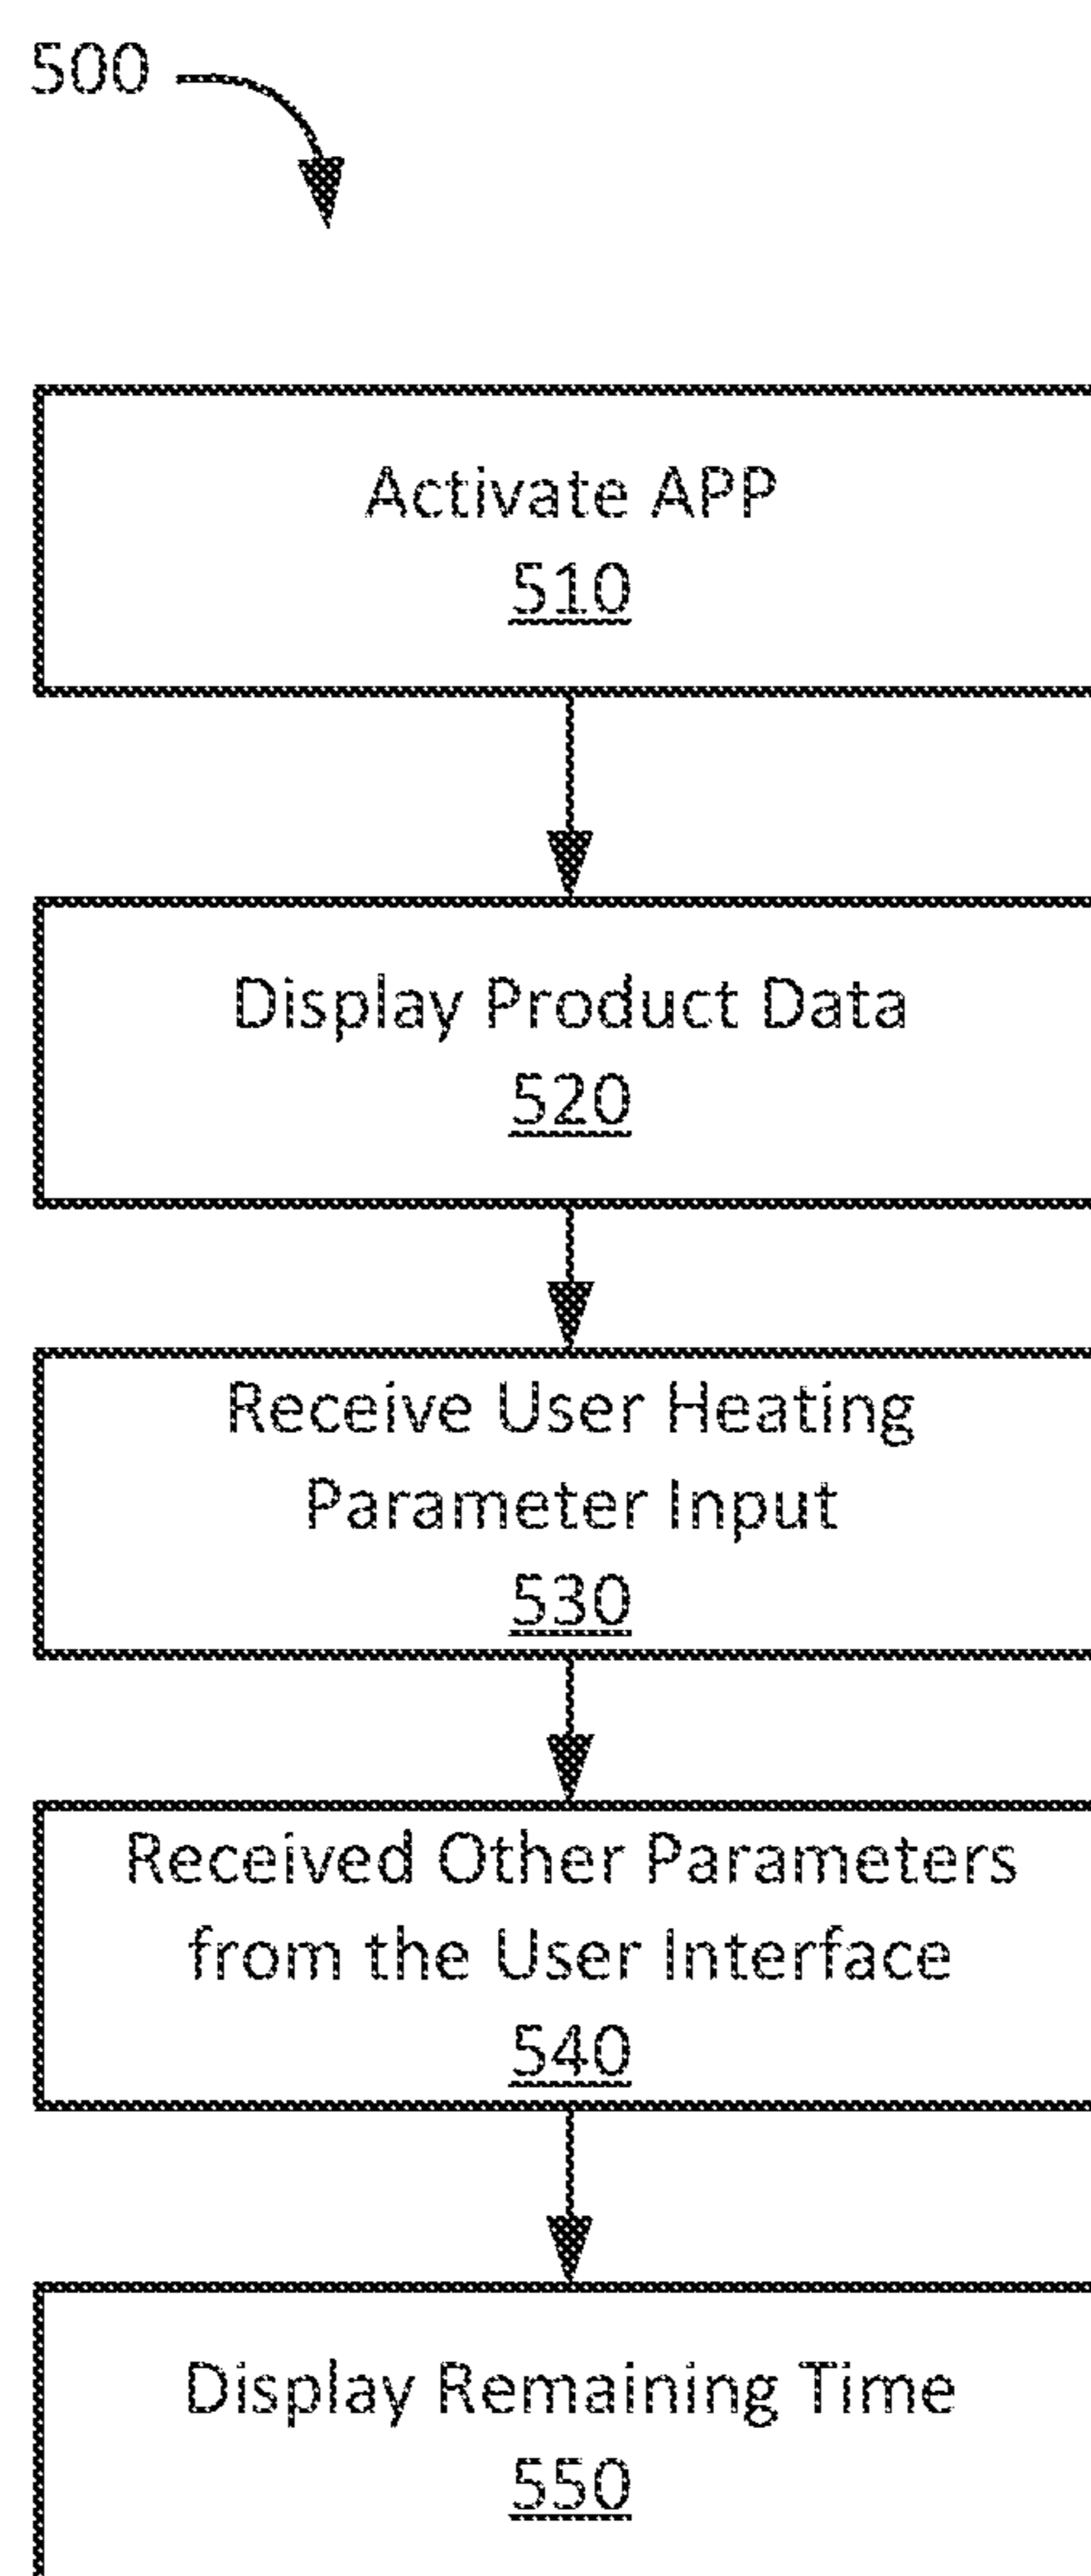 500
Activate APP
510
Display Product Data
520
Receive User Heating
Parameter Input
530
Received Other Parameters
from the User Interface
540
Display Remaining Time
550